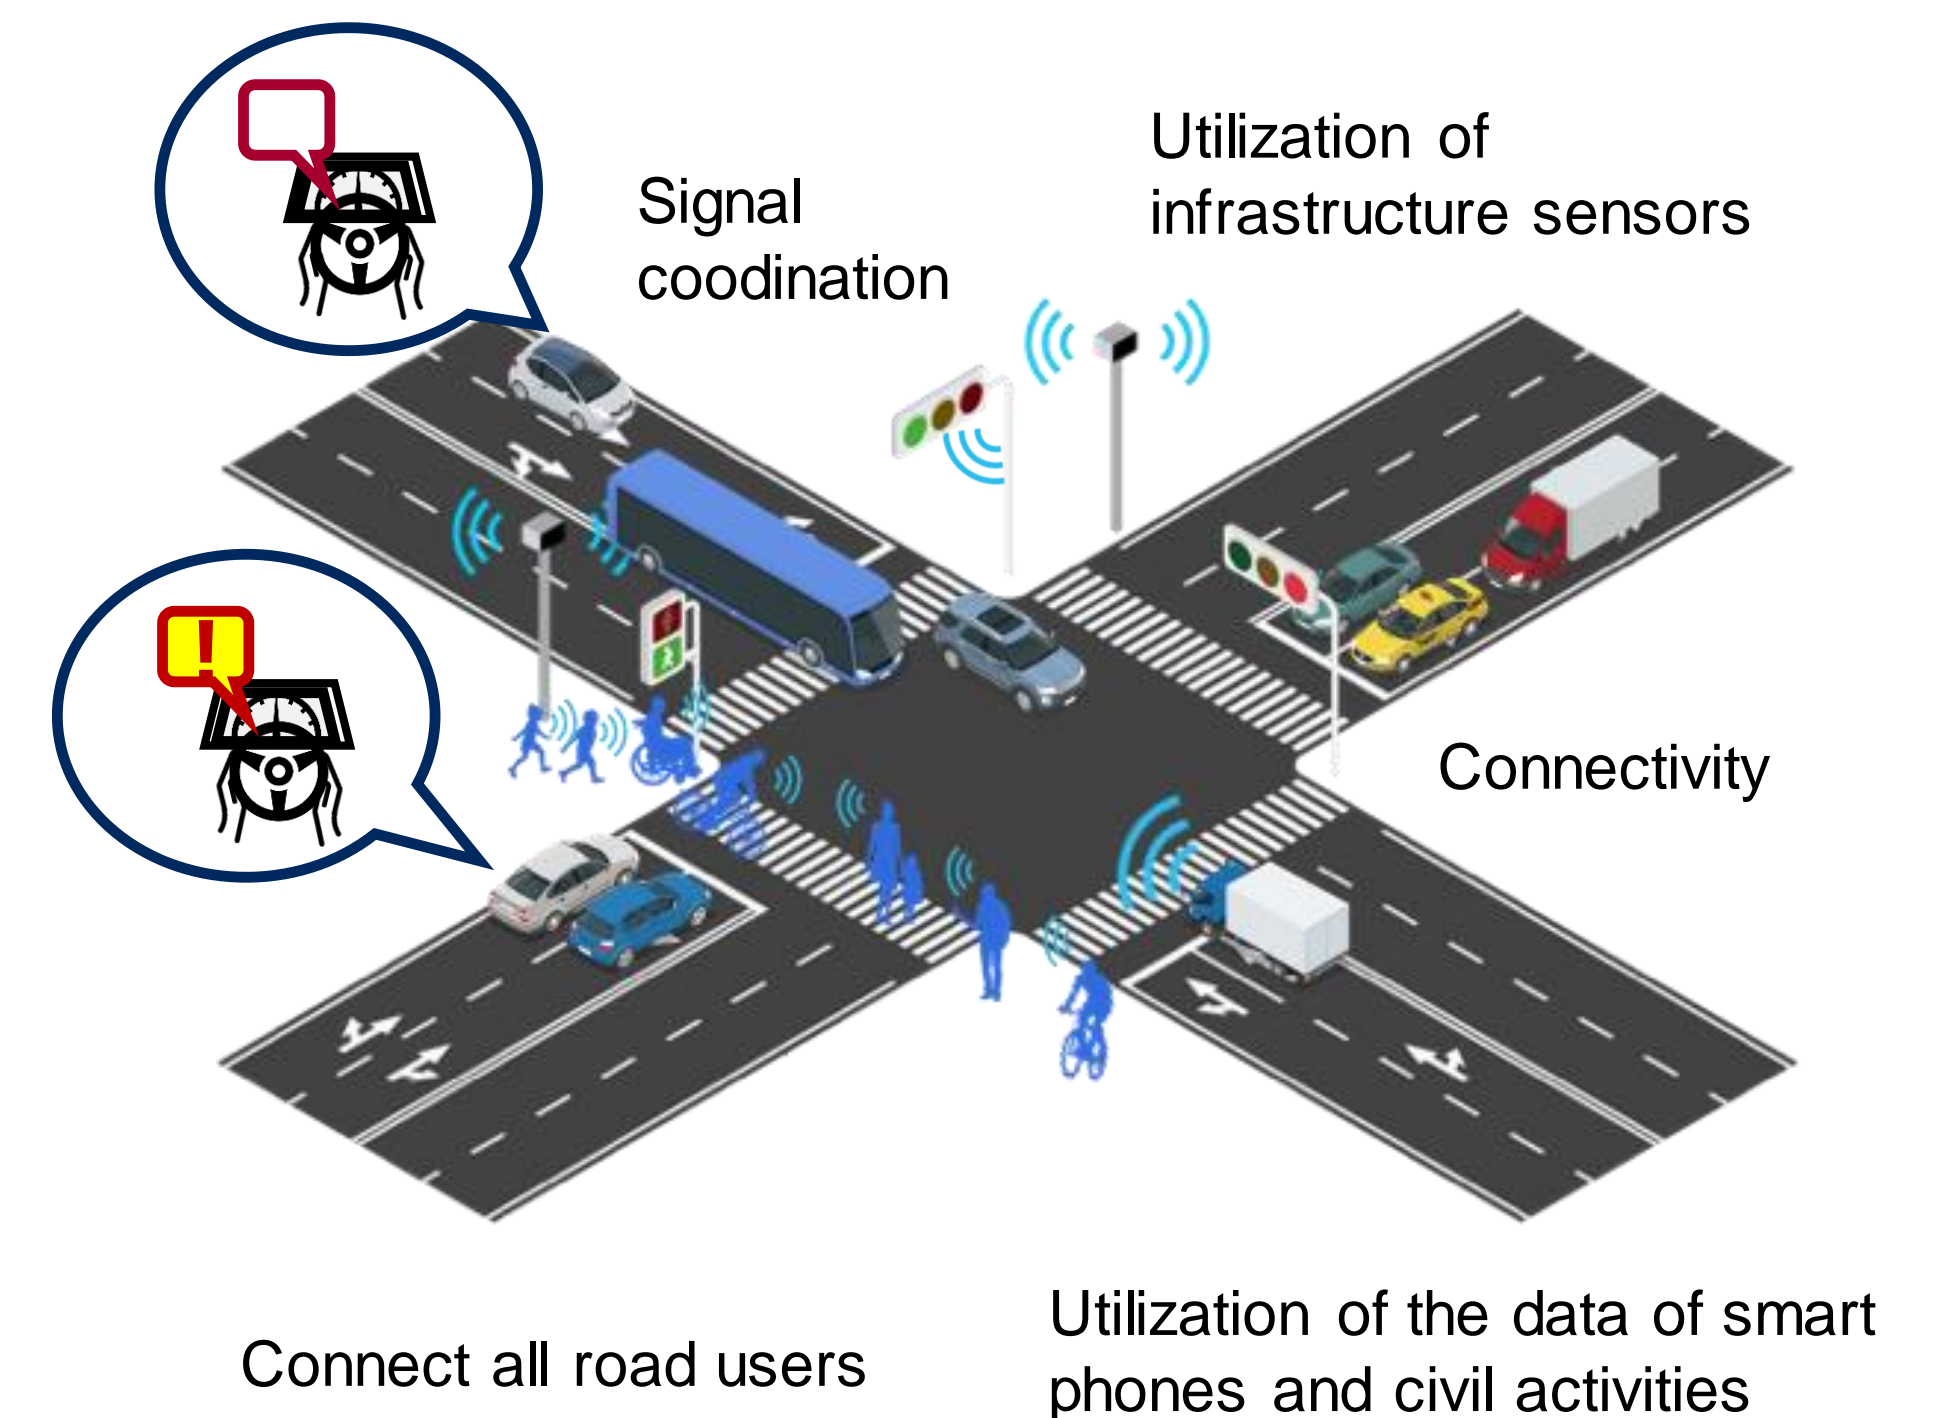 Signal
coodination
Utilization of
infrastructure sensors
!
Connectivity
Connect all road users
Utilization of the data of smart
phones and civil activities